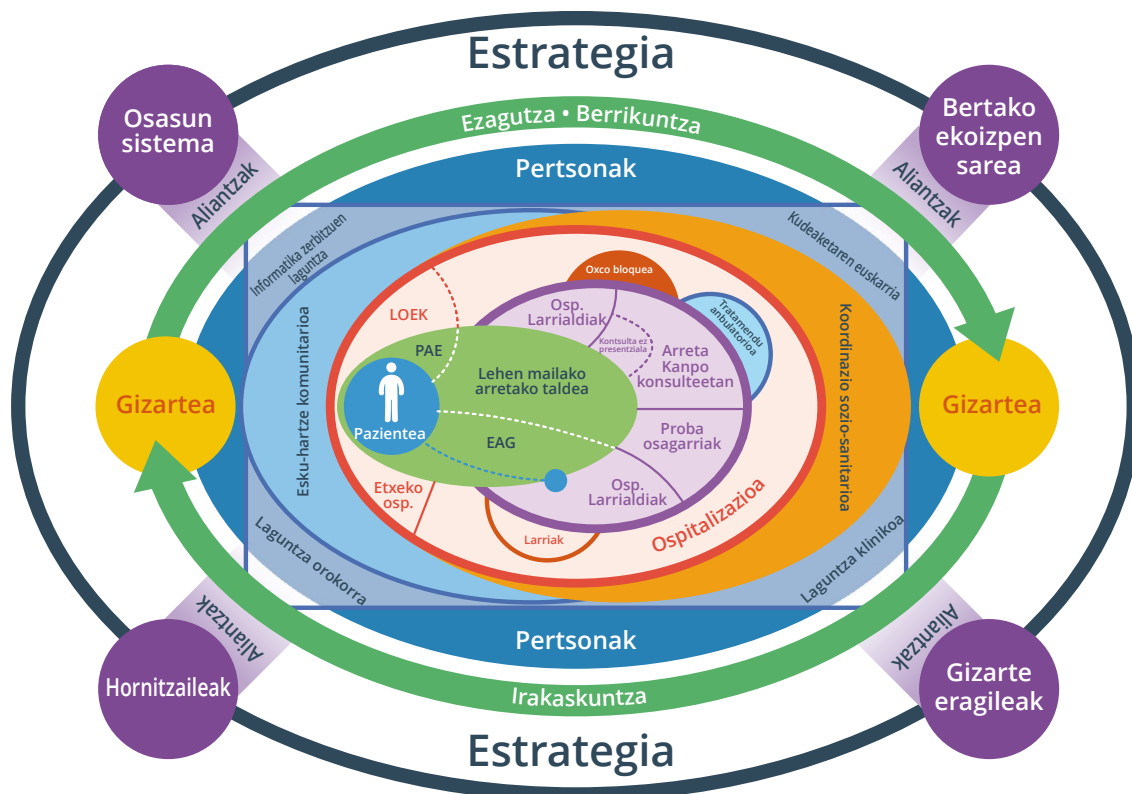 Estrategia
Osasun
sistema
Bertako
ekoizpen
sarea
Ezagutza • Berrikuntza
Aliantzak
Aliantzak
Pertsonak
Informatika zerbitzuen
laguntza
Kudeaketaren euskarria
Oxco bloquea
Osp.
Larrialdiak
Tratamendu
anbulatorioa
LOEK
Kontsulta ez
presentziala
Arreta
Kanpo
konsulteetan
PAE
Lehen mailako
arretako taldea
Esku-hartze komunitarioa
Koordinazio sozio-sanitarioa
Gizartea
Gizartea
Pazientea
EAG
Proba
osagarriak
Etxeko
osp.
Osp.
Larrialdiak
Larriak
Ospitalizazioa
Laguntza orokorra
Laguntza klinikoa
Aliantzak
Aliantzak
Pertsonak
Hornitzaileak
Gizarte
eragileak
Irakaskuntza
Estrategia